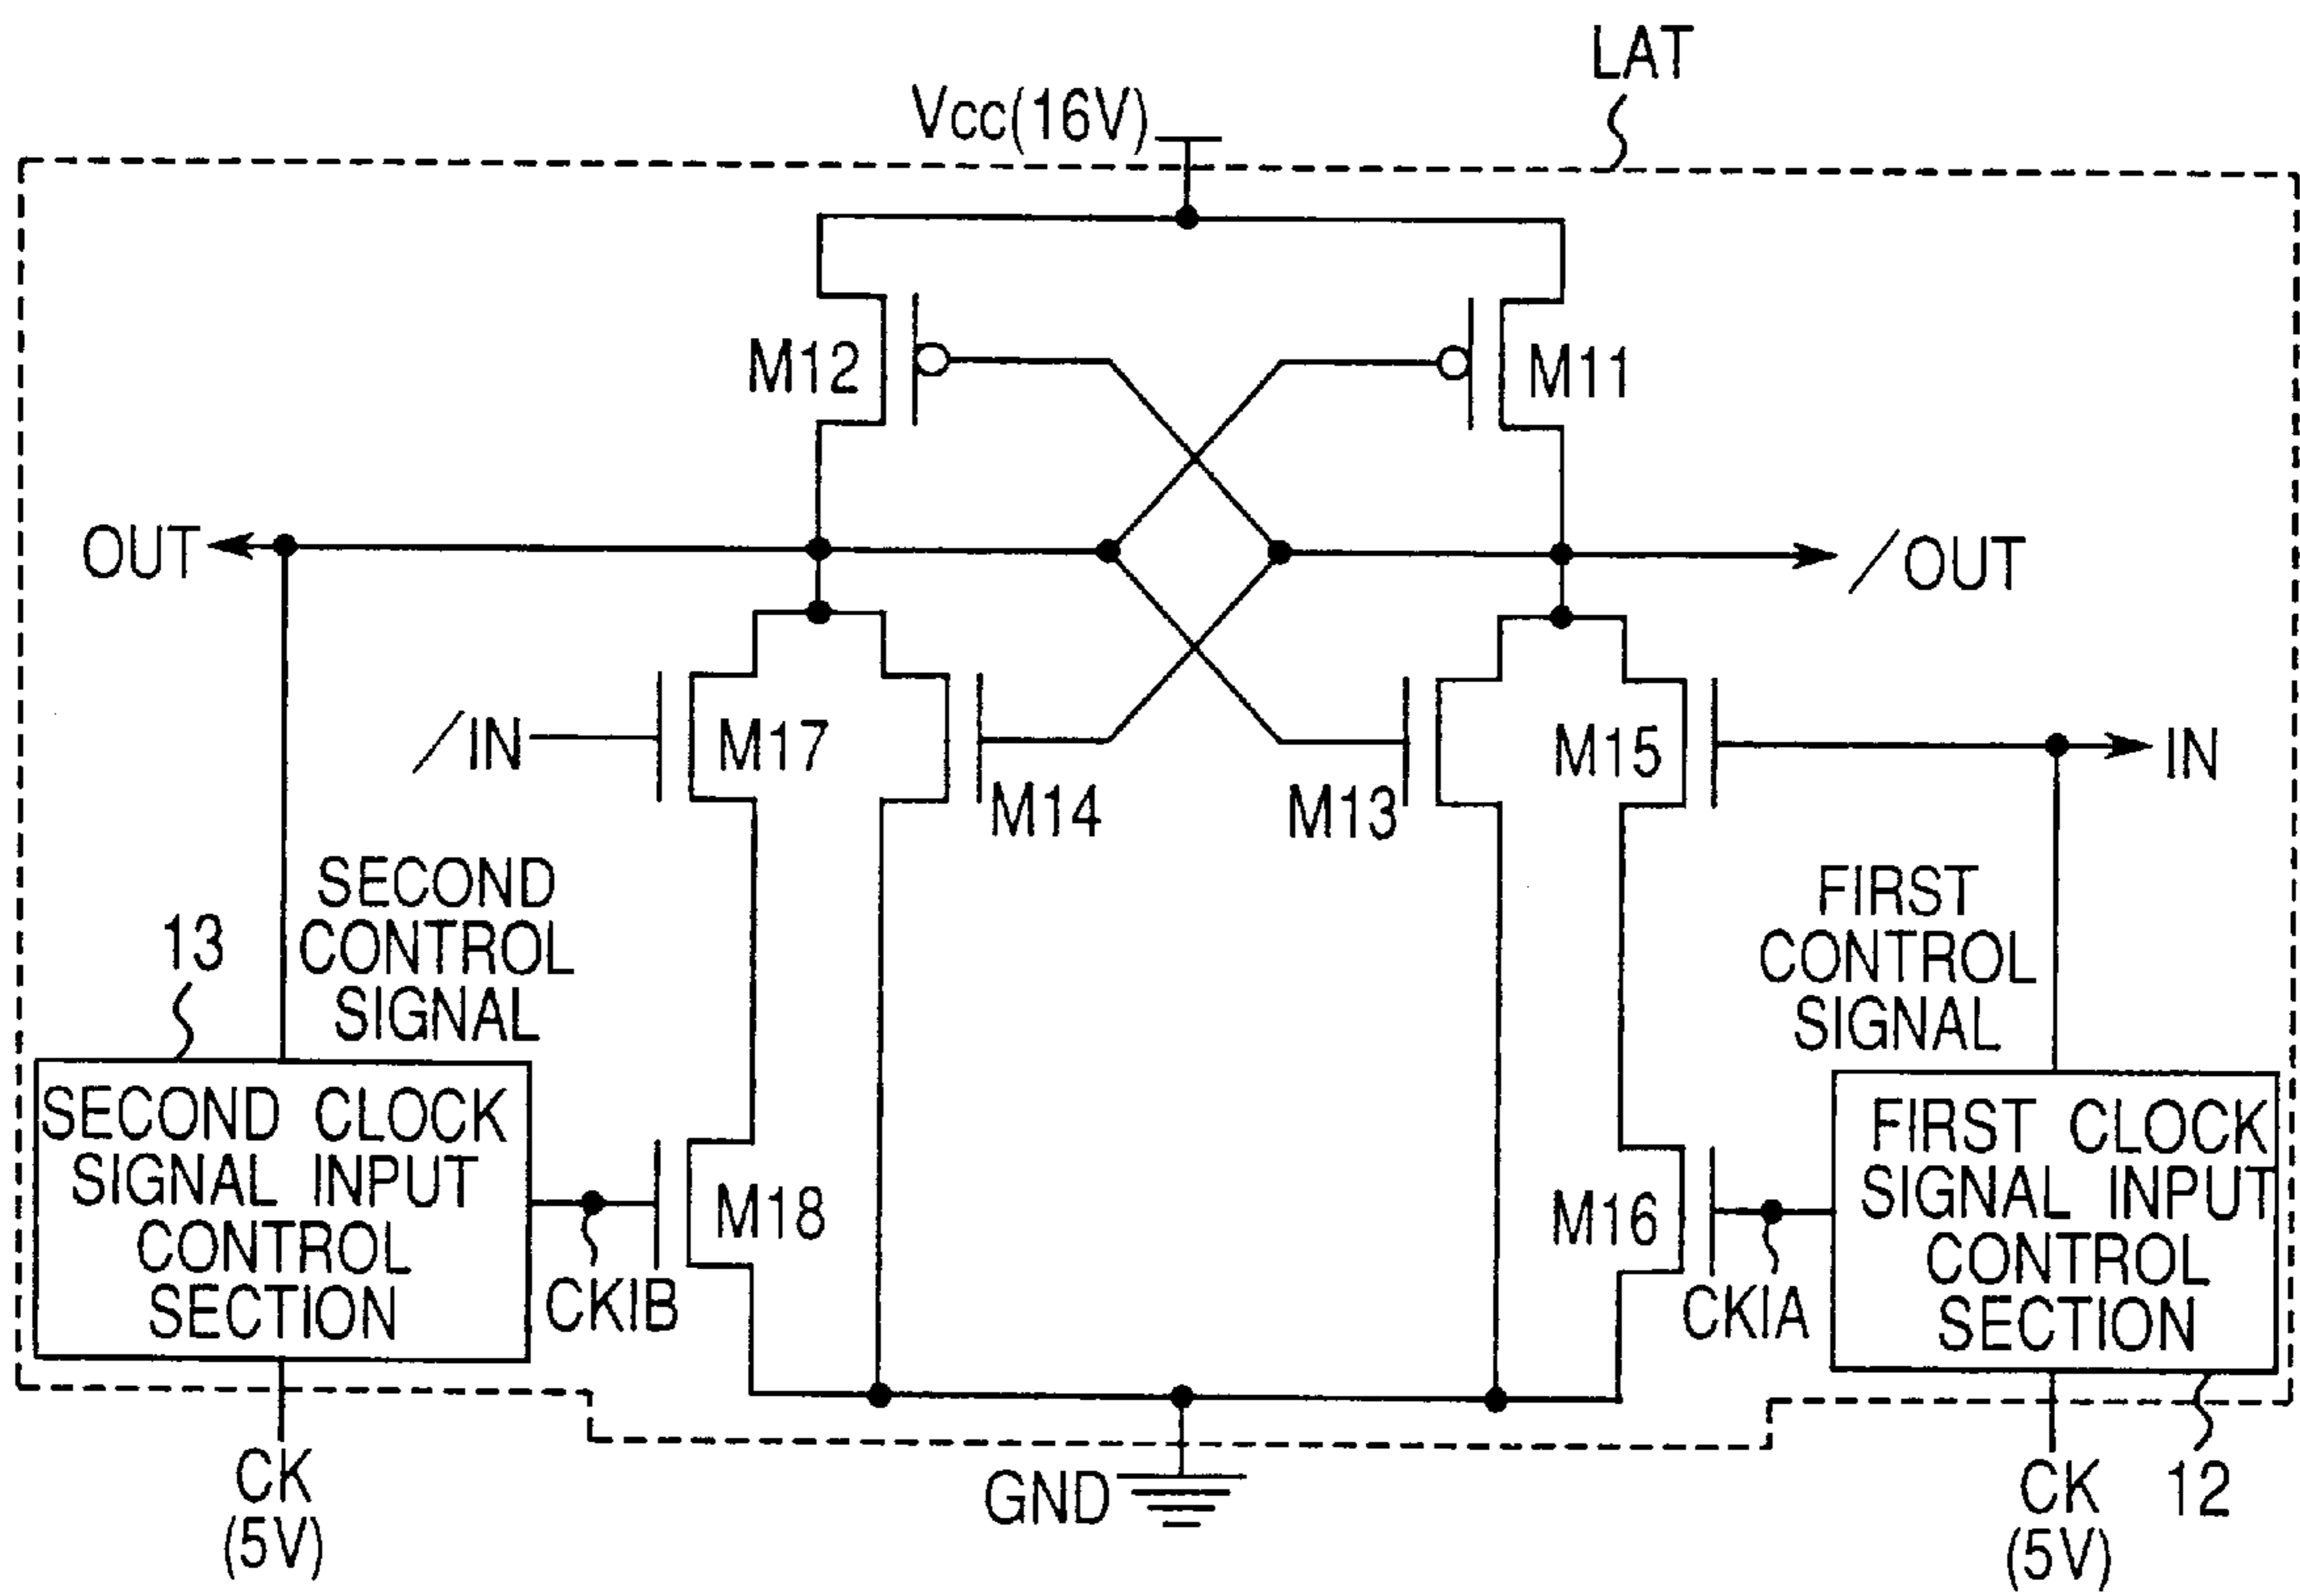 LAT
Vcc(16V)
M12
M11
OUT
/OUT
/IN
M17
M14
M13
M15
IN
SECOND
CONTROL
SIGNAL
FIRST
CONTROL
SIGNAL
13
SECOND CLOCK
SIGNAL INPUT
CONTROL
SECTION
CKIB
M18
M16
CKIA
FIRST CLOCK
SIGNAL INPUT
CONTROL
SECTION
CK
(5V)
GND
CK
(5V)
12